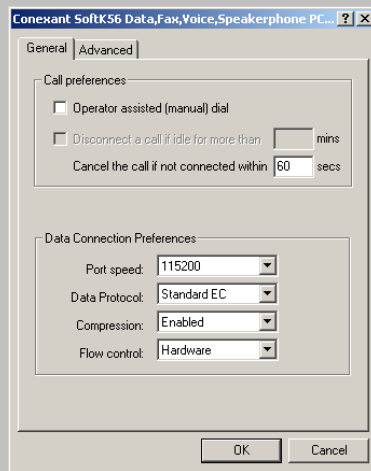 Conexant SoftK56 Data,Fax,Voice,Speakerphone PC...
General
Advanced
Call preferences
Operator assisted (manual) dial
Disconnect a call if idle for more than mins
Cancel the call if not connected within 60 secs
Data Connection Preferences
Port speed: 115200
Data Protocol: Standard EC
Compression: Enabled
Flow control: Hardware
OK Cancel